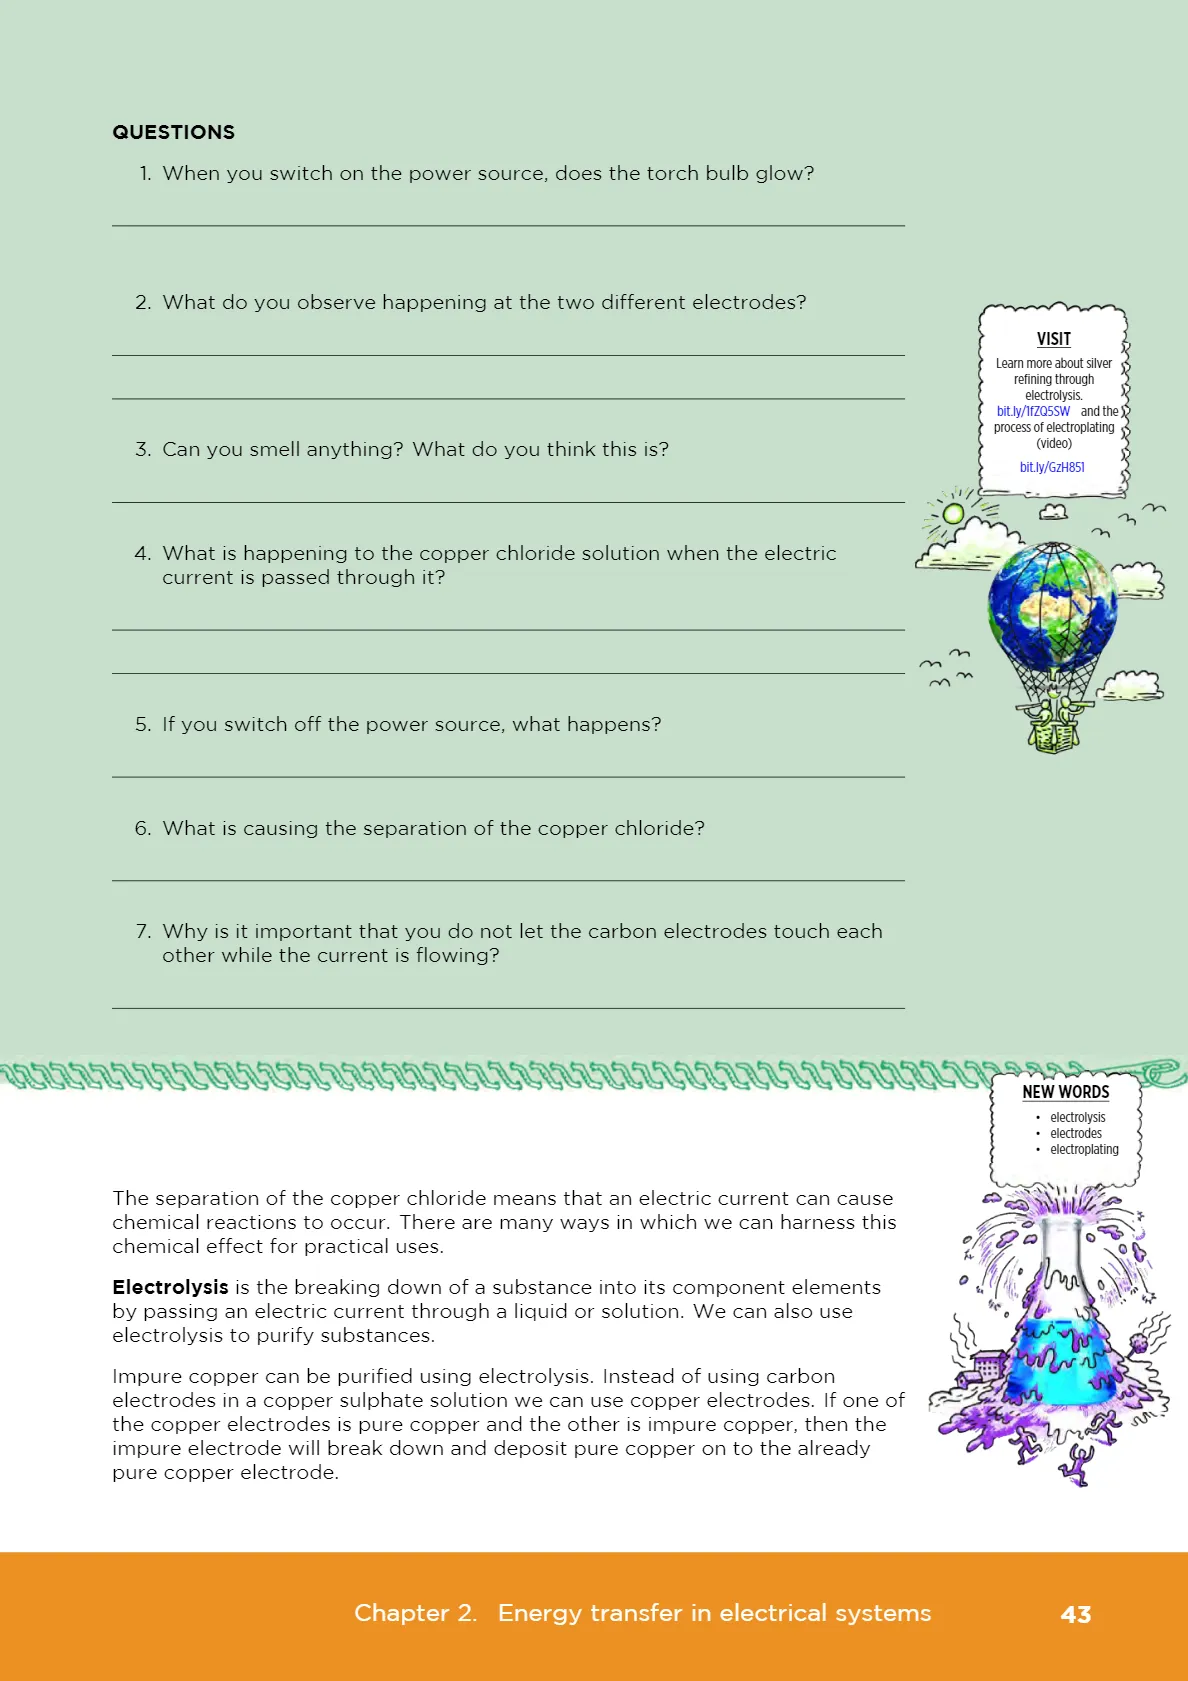 QUESTIONS
1. When you switch on the power source, does the torch bulb glow?
2. What do you observe happening at the two different electrodes?
3. Can you smell anything? What do you think this is?
4. What is happening to the copper chloride solution when the electric
current is passed through it?
5. If you switch off the power source, what happens?
6. What is causing the separation of the copper chloride?
7. Why is it important that you do not let the carbon electrodes touch each
other while the current is flowing?
VISIT
Learn more about silver
refining through
electrolysis.
bit.ly/1fZQ5SW and the
process of electroplating
(video)
bit.ly/GzH851
NEW WORDS
• electrolysis
• electrodes
• electroplating
The separation of the copper chloride means that an electric current can cause
chemical reactions to occur. There are many ways in which we can harness this
chemical effect for practical uses.
Electrolysis is the breaking down of a substance into its component elements
by passing an electric current through a liquid or solution. We can also use
electrolysis to purify substances.
Impure copper can be purified using electrolysis. Instead of using carbon
electrodes in a copper sulphate solution we can use copper electrodes. If one of
the copper electrodes is pure copper and the other is impure copper, then the
impure electrode will break down and deposit pure copper on to the already
pure copper electrode.
Chapter 2. Energy transfer in electrical systems 43